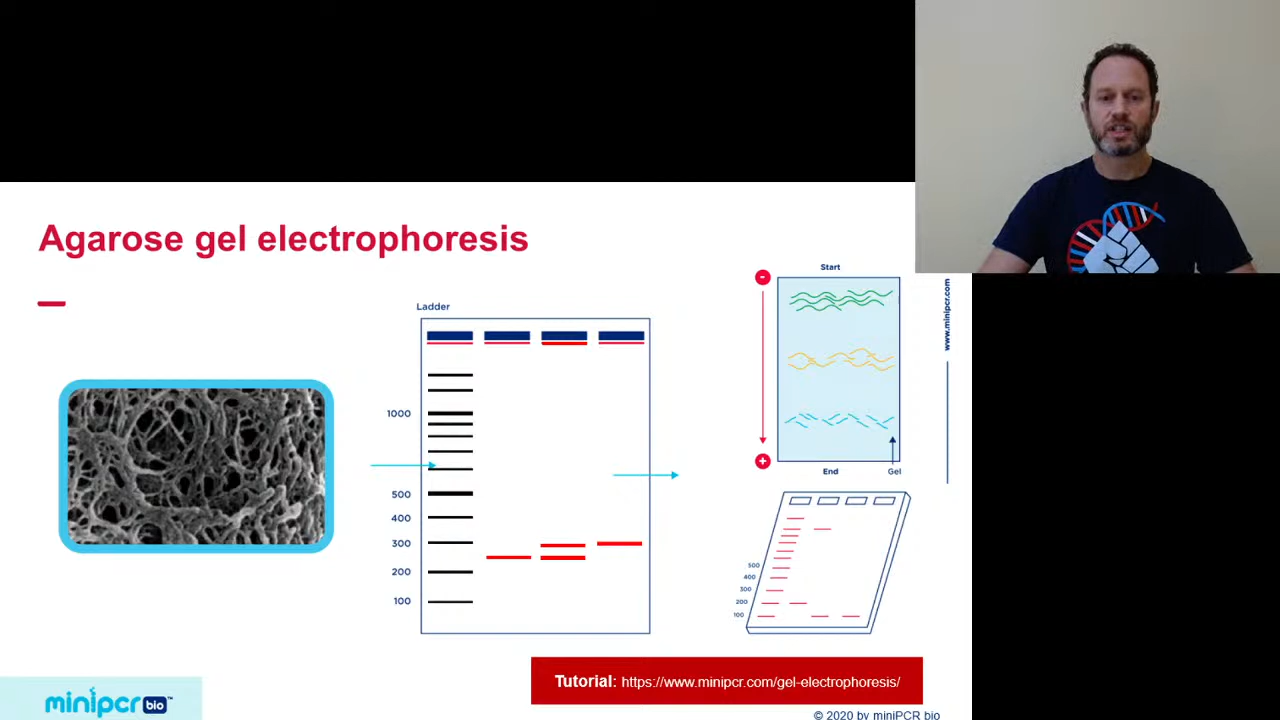 Agarose gel electrophoresis
Start
-
www.minipcr.com
Ladder
1000
500
400
300
200
100
+
End
Gel
500
400
300
200
100
Tutorial: https://www.minipcr.com/gel-electrophoresis/
minipcr bio™
© 2020 by miniPCR bio